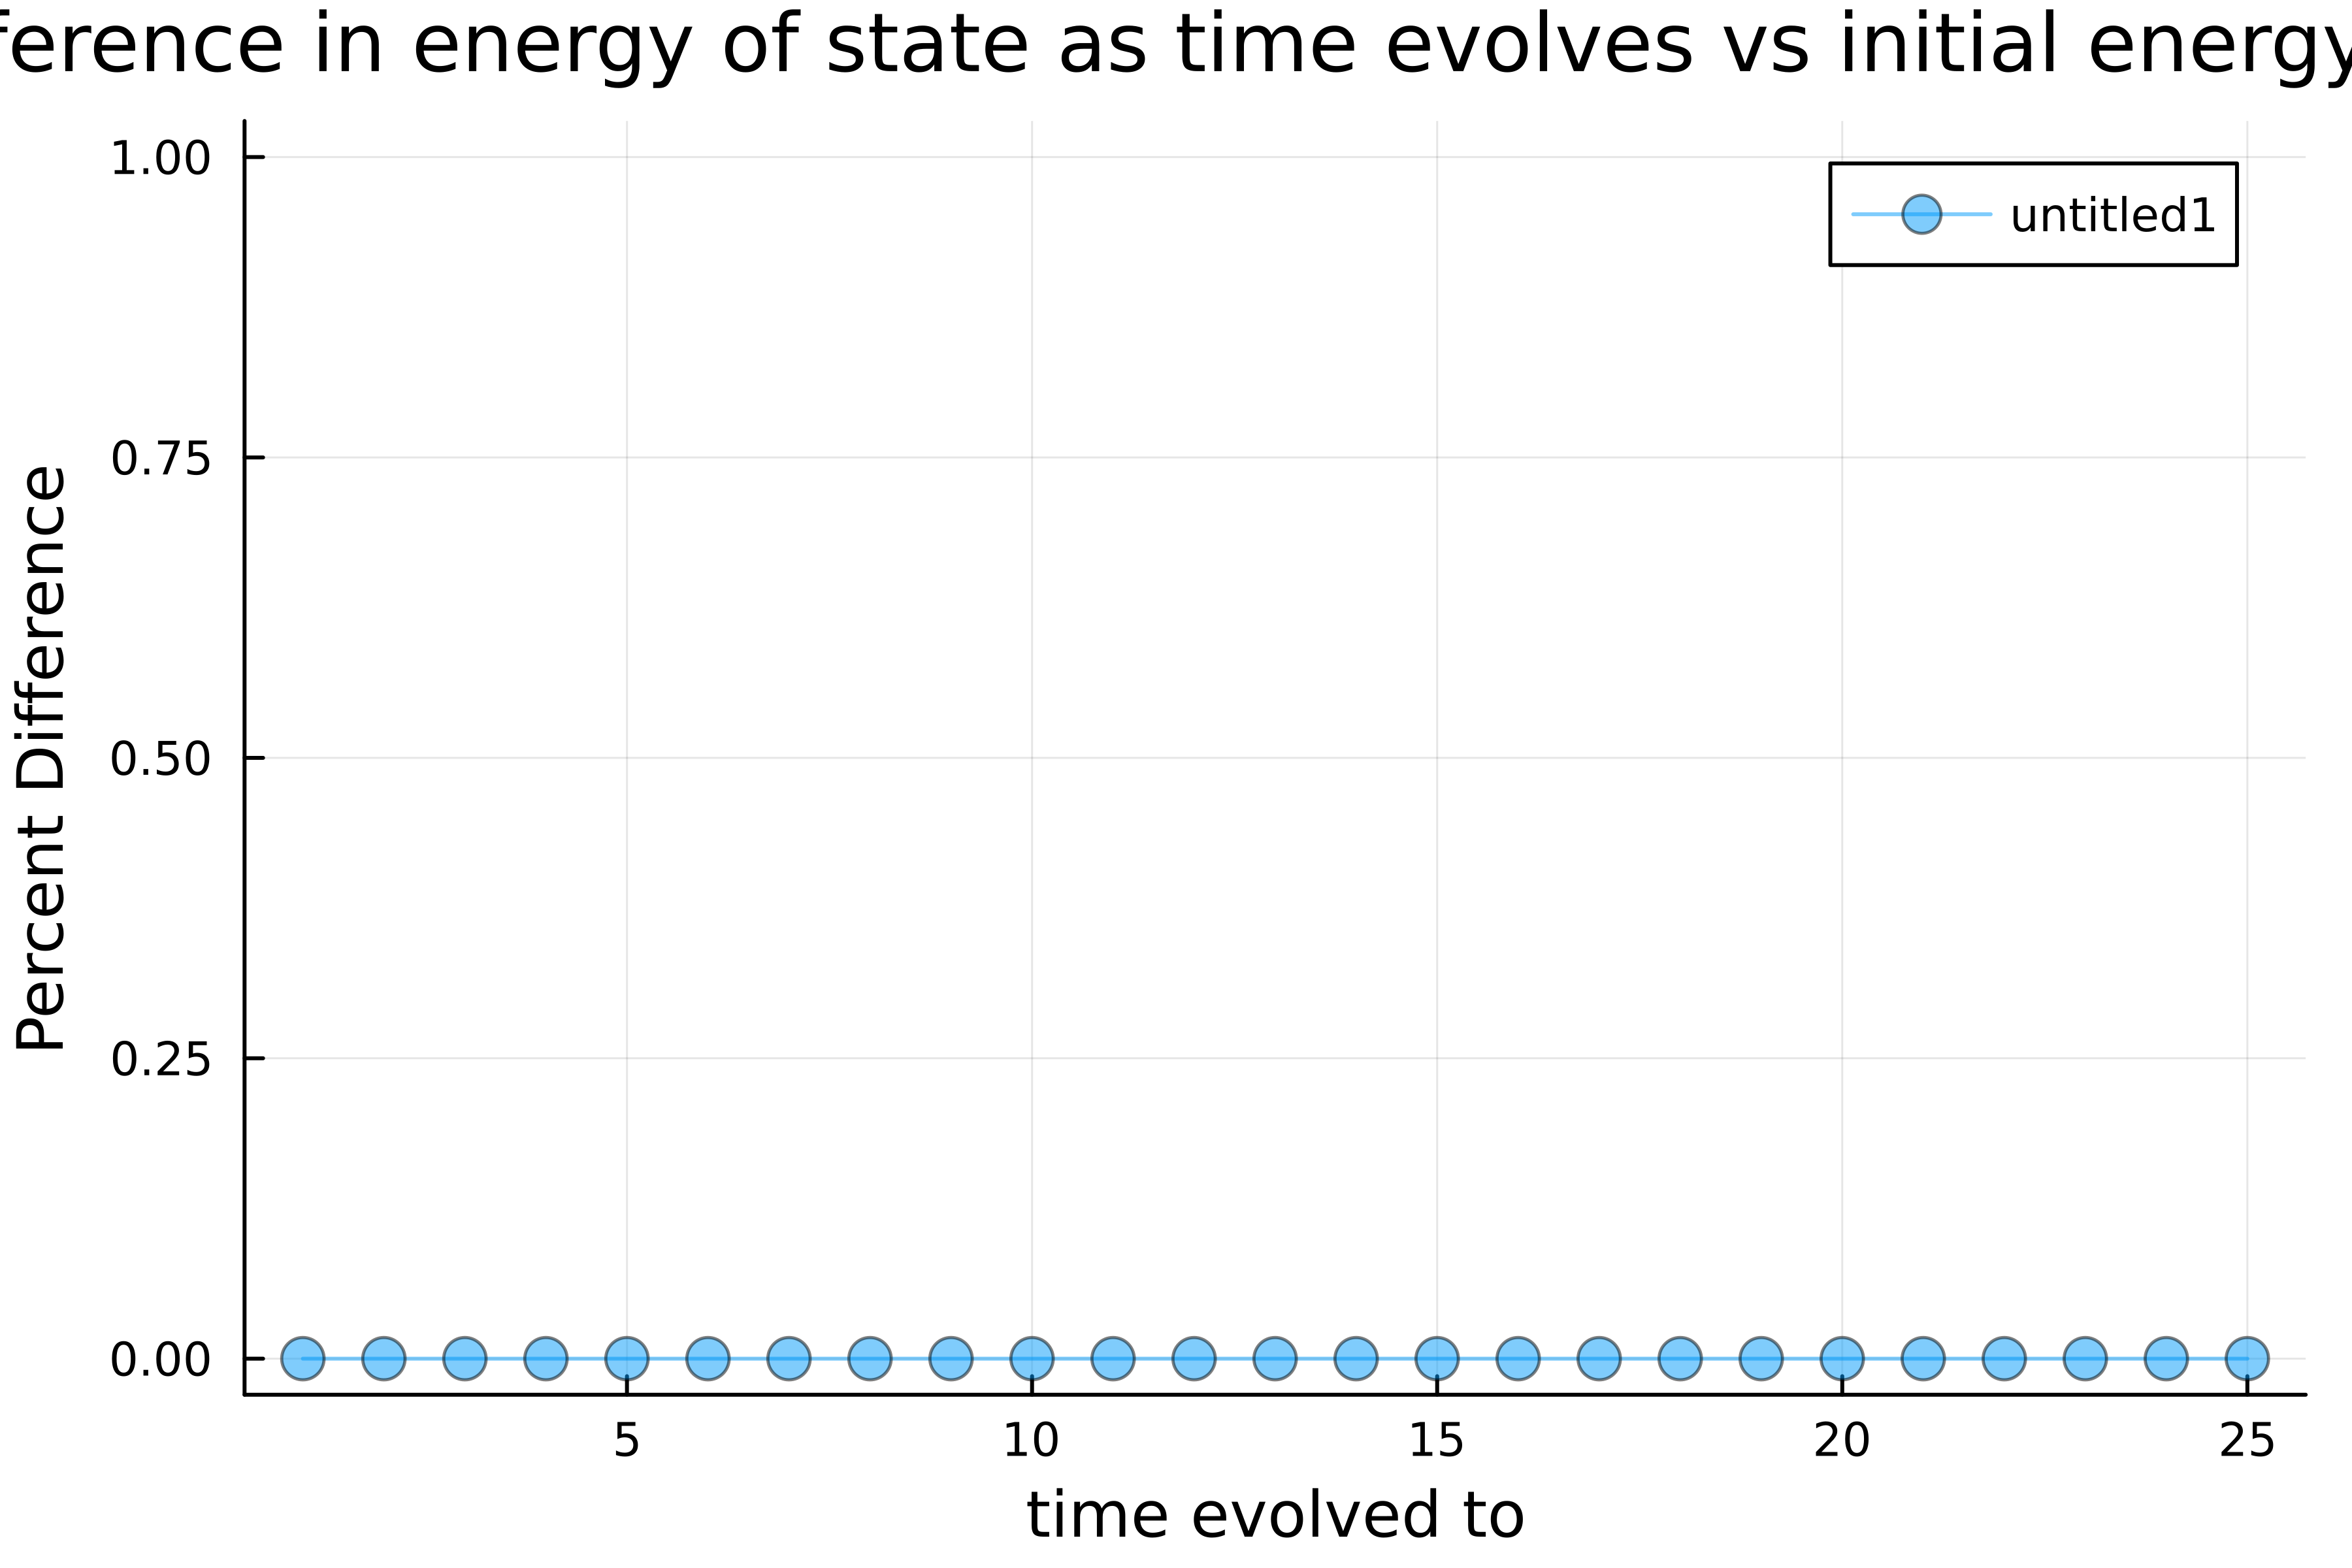 ference in energy of state as time evolves vs initial energy
1.00
untitled1
0.75
Percent Difference
0.50
0.25
0.00
5 10 15 20 25
time evolved to